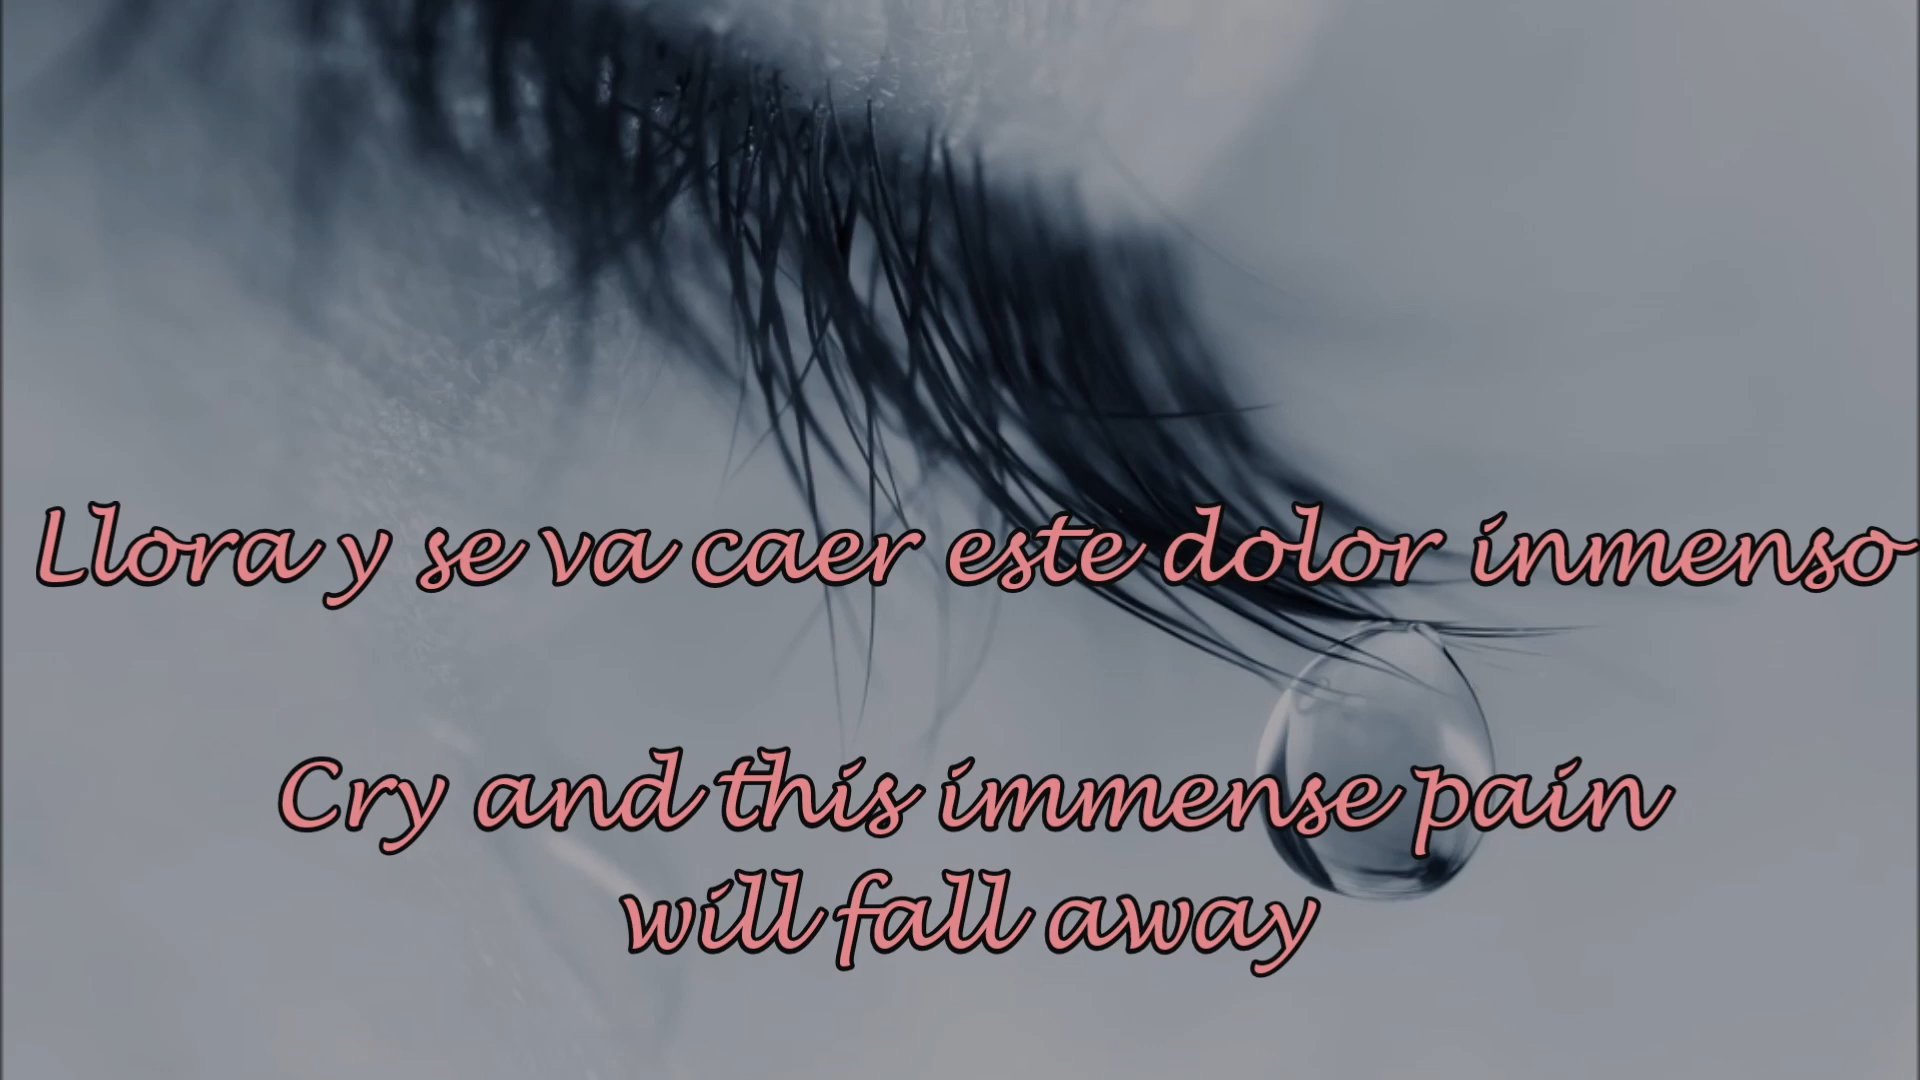 Llora y se va caer este dolor inmenso
Cry and this immense pain
will fall away